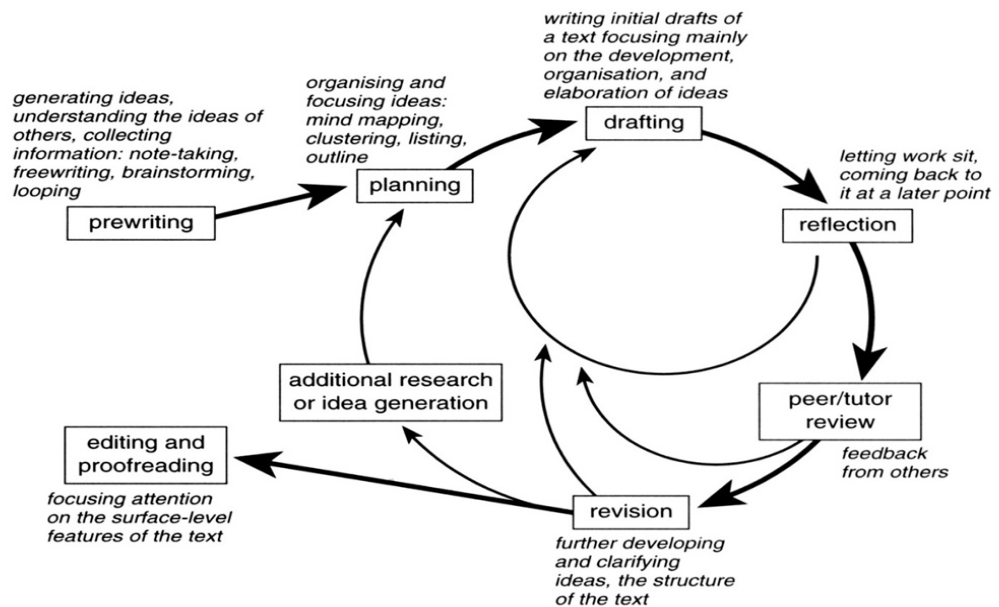 generating ideas,
understanding the ideas of
others, collecting
information: note-taking,
freewriting, brainstorming,
looping
prewriting
organising and
focusing ideas:
mind mapping,
clustering, listing,
outline
planning
writing initial drafts of
a text focusing mainly
on the development,
organisation, and
elaboration of ideas
drafting
letting work sit,
coming back to
it at a later point
reflection
peer/tutor
review
feedback
from others
revision
further developing
and clarifying
ideas, the structure
of the text
additional research
or idea generation
editing and
proofreading
focusing attention
on the surface-level
features of the text